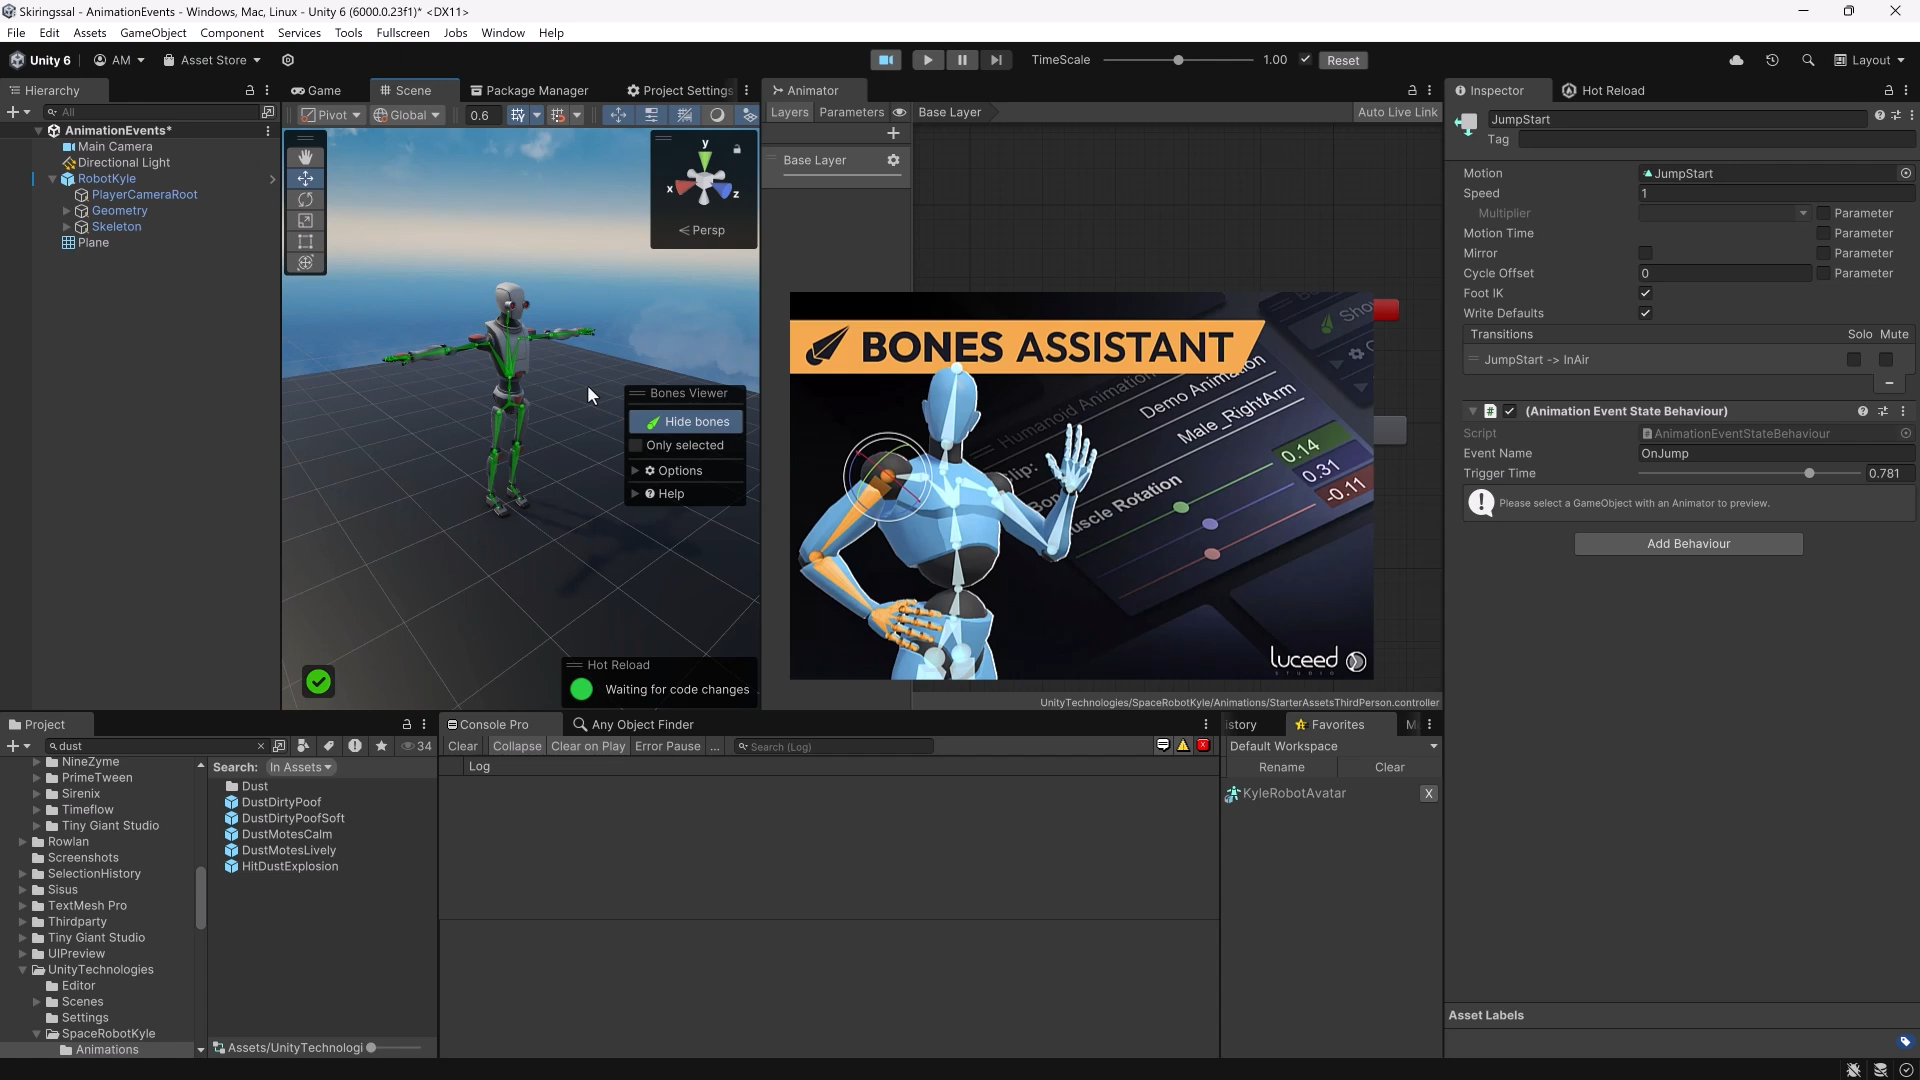 Skiringssal - AnimationEvents - Windows, Mac, Linux - Unity 6 (6000.0.23f1)* <DX11>
File Edit Assets GameObject Component Services Tools Fullscreen Jobs Window Help
Unity 6 AM Asset Store TimeScale 1.00 Reset Layout
Hierarchy
All
AnimationEvents*
Main Camera
Directional Light
RobotKyle
PlayerCameraRoot
Geometry
Skeleton
Plane
Game Scene Package Manager Project Settings
Pivot Global 0.6
y
x
z
Persp
Bones Viewer
Hide bones
Only selected
Options
Help
Hot Reload
Waiting for code changes
Animator
Layers Parameters Base Layer Auto Live Link
Base Layer
BONES ASSISTANT
Humanoid Animation
Demo Animation
Male_RightArm
Muscle Rotation
0.14
0.31
-0.11
luceed
STUDIO
UnityTechnologies/SpaceRobotKyle/Animations/StarterAssetsThirdPerson.controller
Inspector Hot Reload
JumpStart
Tag
Motion JumpStart
Speed 1
Multiplier Parameter
Motion Time Parameter
Mirror Parameter
Cycle Offset 0 Parameter
Foot IK
Write Defaults
Transitions Solo Mute
JumpStart -> InAir
(Animation Event State Behaviour)
Script AnimationEventStateBehaviour
Event Name OnJump
Trigger Time 0.781
Please select a GameObject with an Animator to preview.
Add Behaviour
Asset Labels
Project
dust 34
NineZyme
PrimeTween
Sirenix
Timeflow
Tiny Giant Studio
Rowlan
Screenshots
SelectionHistory
Sisus
TextMesh Pro
Thirdparty
Tiny Giant Studio
UIPreview
UnityTechnologies
Editor
Scenes
Settings
SpaceRobotKyle
Animations
Search: In Assets
Dust
DustDirtyPoof
DustDirtyPoofSoft
DustMotesCalm
DustMotesLively
HitDustExplosion
Assets/UnityTechnologi
Console Pro Any Object Finder
Clear Collapse Clear on Play Error Pause ... Search (Log)
Log
istory Favorites M
Default Workspace
Rename Clear
KyleRobotAvatar X